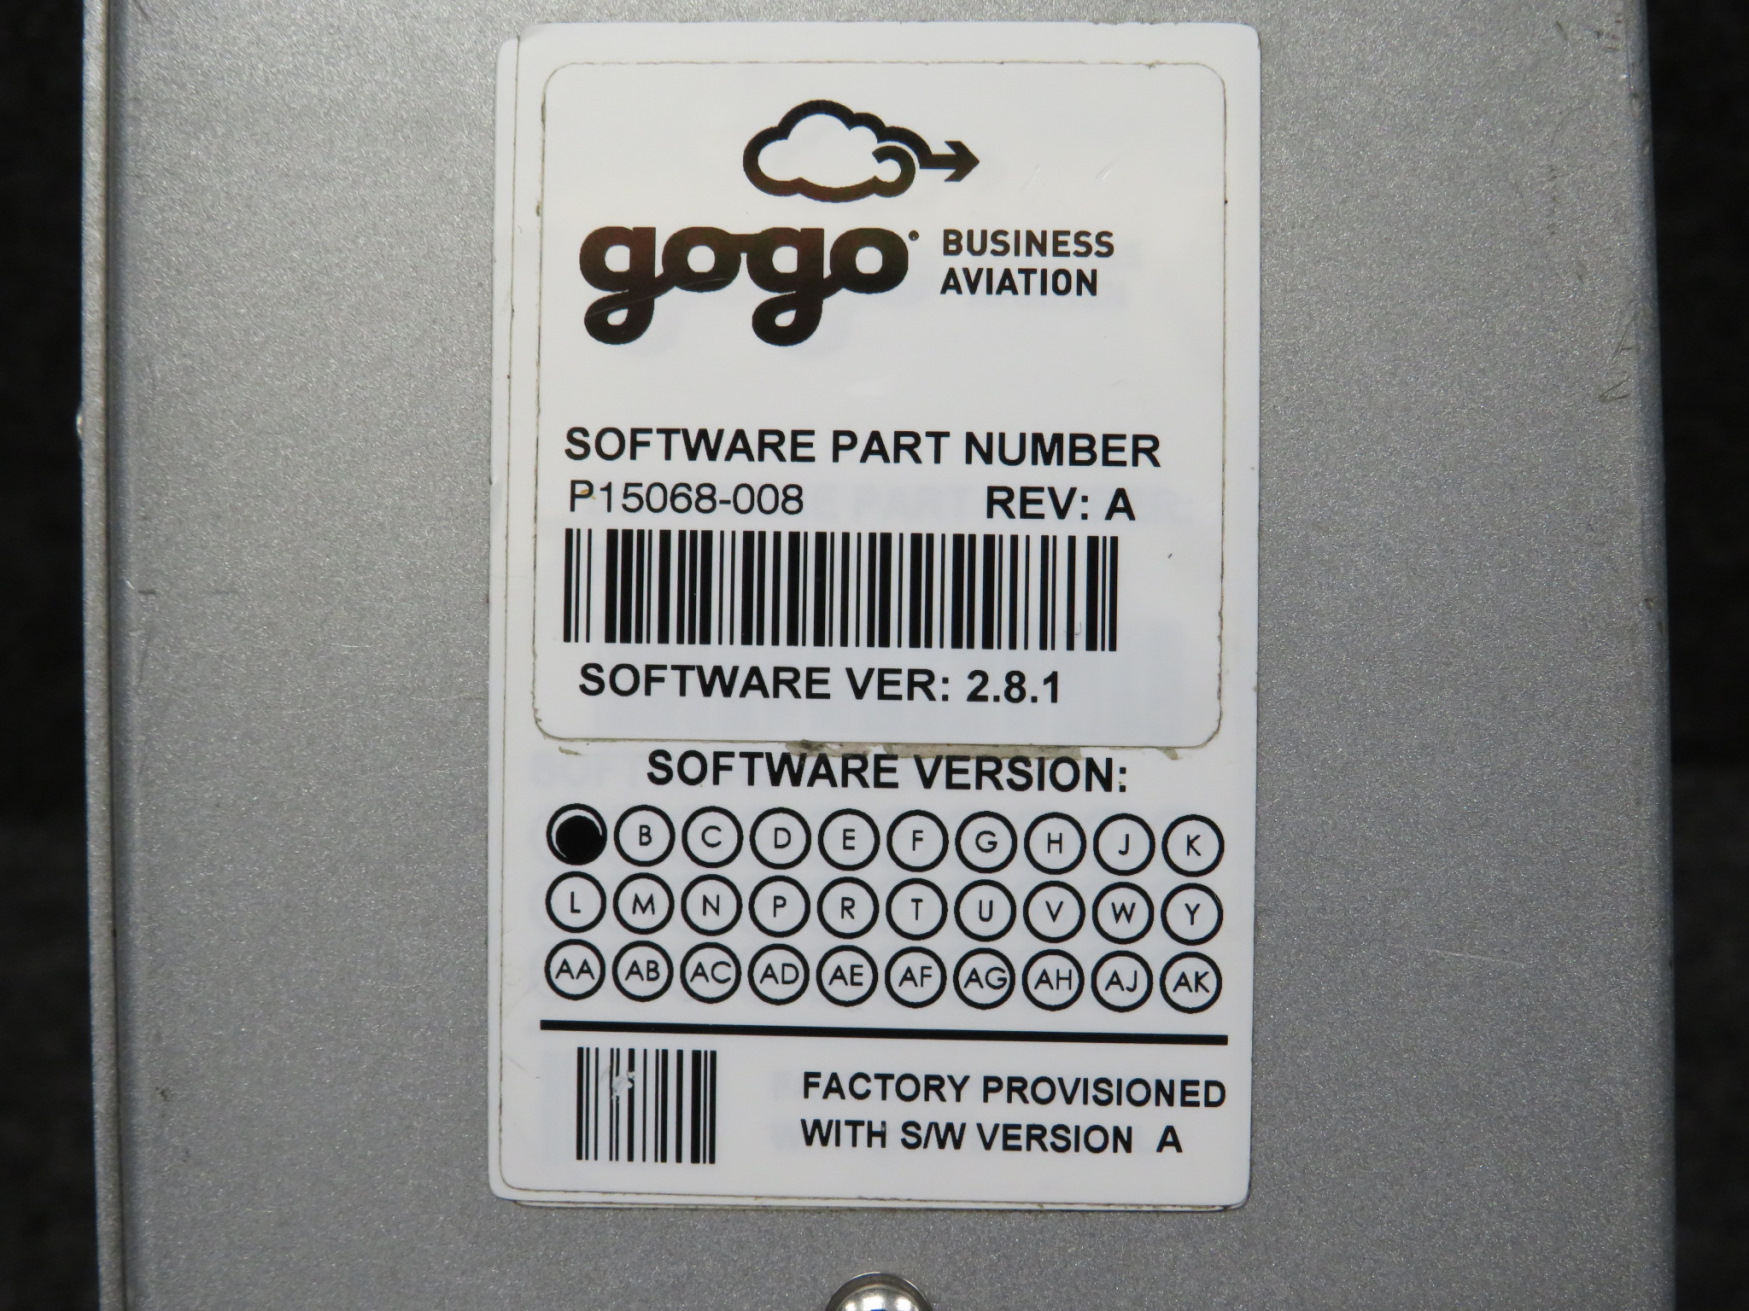 gogo BUSINESS
AVIATION
SOFTWARE PART NUMBER
P15068-008 REV: A
SOFTWARE VER: 2.8.1
SOFTWARE VERSION:
B C D E F G H J K
L M N P R T U V W Y
AA AB AC AD AE AF AG AH AJ AK
FACTORY PROVISIONED
WITH S/W VERSION A